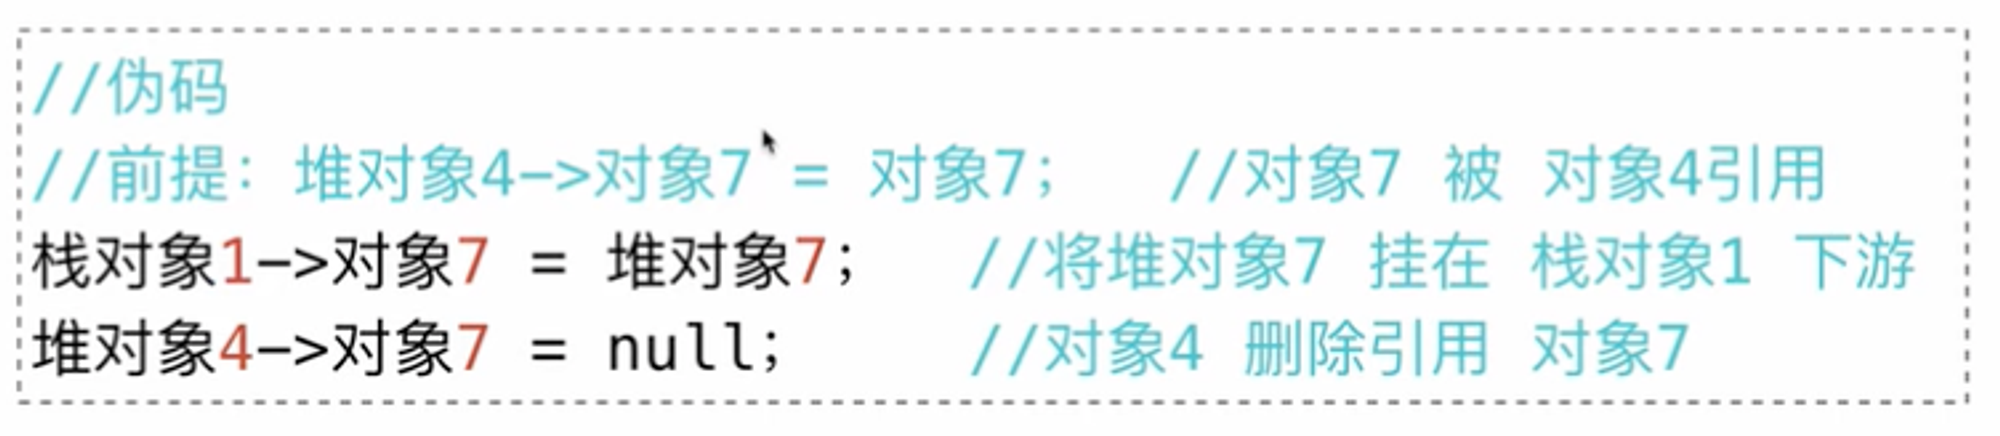 //伪码
//前提：堆对象4->对象7 = 对象7;   //对象7 被 对象4引用
栈对象1->对象7 = 堆对象7;   //将堆对象7 挂在 栈对象1 下游
堆对象4->对象7 = null;   //对象4 删除引用 对象7